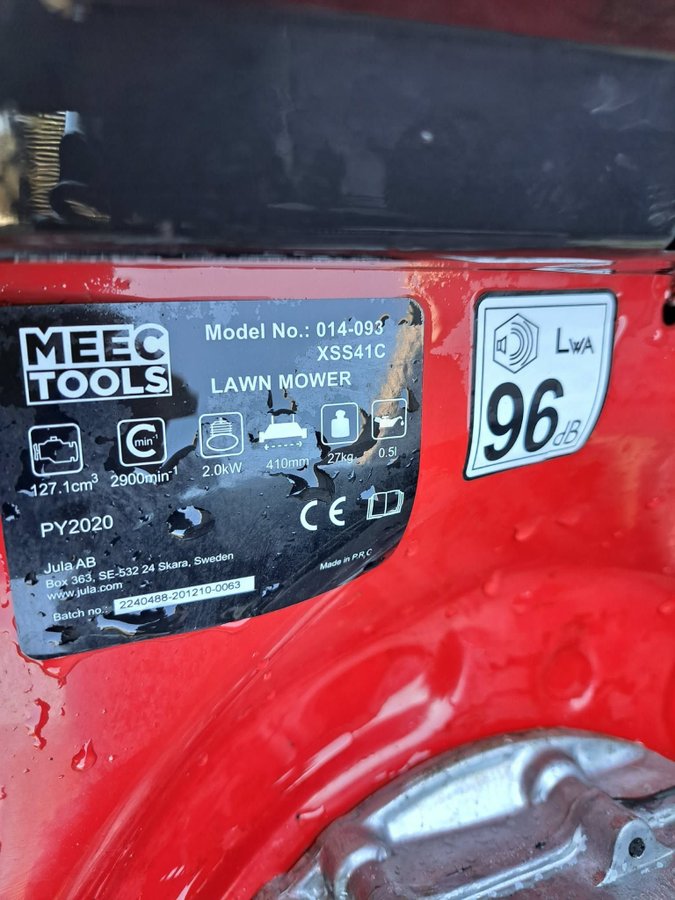 MEEC
TOOLS
Model No.: 014-093
XSS41C
LAWN MOWER
C min⁻¹
127.1cm³ 2900min⁻¹ 2.0kW 410mm 27kg 0.5l
PY2020
CE
Jula AB
Box 363, SE-532 24 Skara, Sweden
www.jula.com
Made in P.R.C
Batch no.: 2240488-201210-0063
LWA
96dB